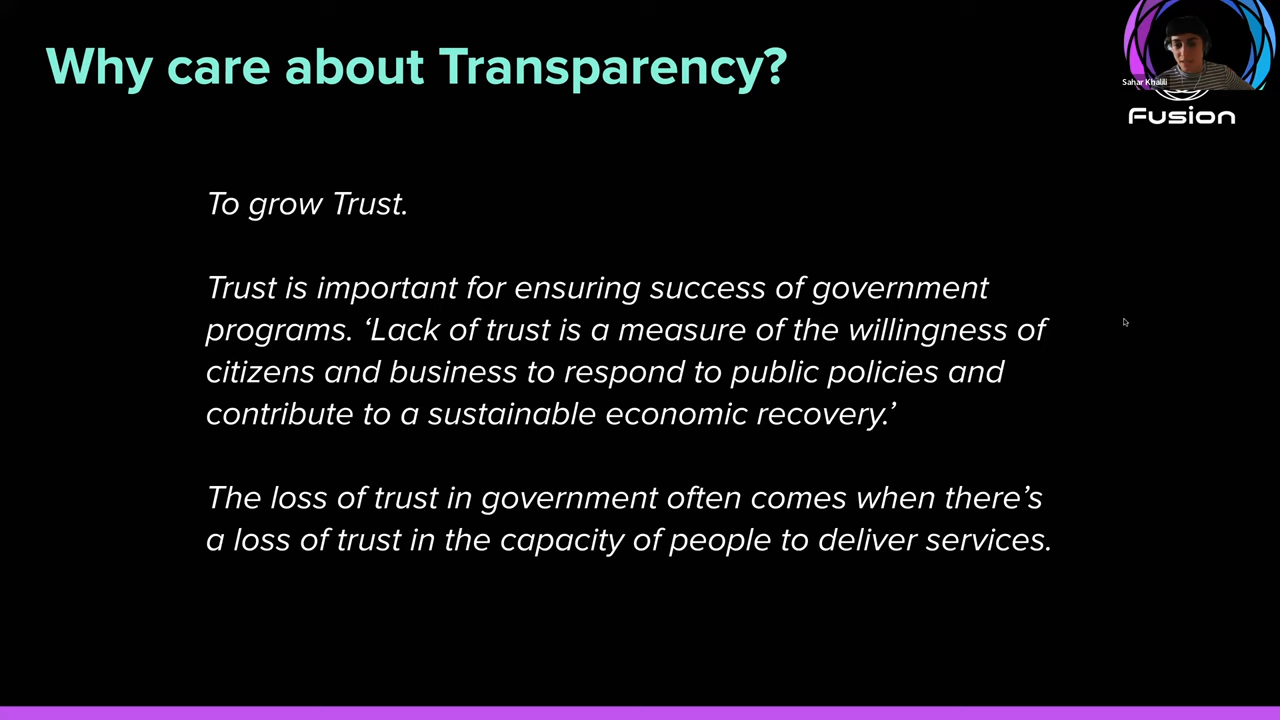 Why care about Transparency?
Sahar Khalili
Fusion
To grow Trust.
Trust is important for ensuring success of government
programs. ‘Lack of trust is a measure of the willingness of
citizens and business to respond to public policies and
contribute to a sustainable economic recovery.’
The loss of trust in government often comes when there’s
a loss of trust in the capacity of people to deliver services.